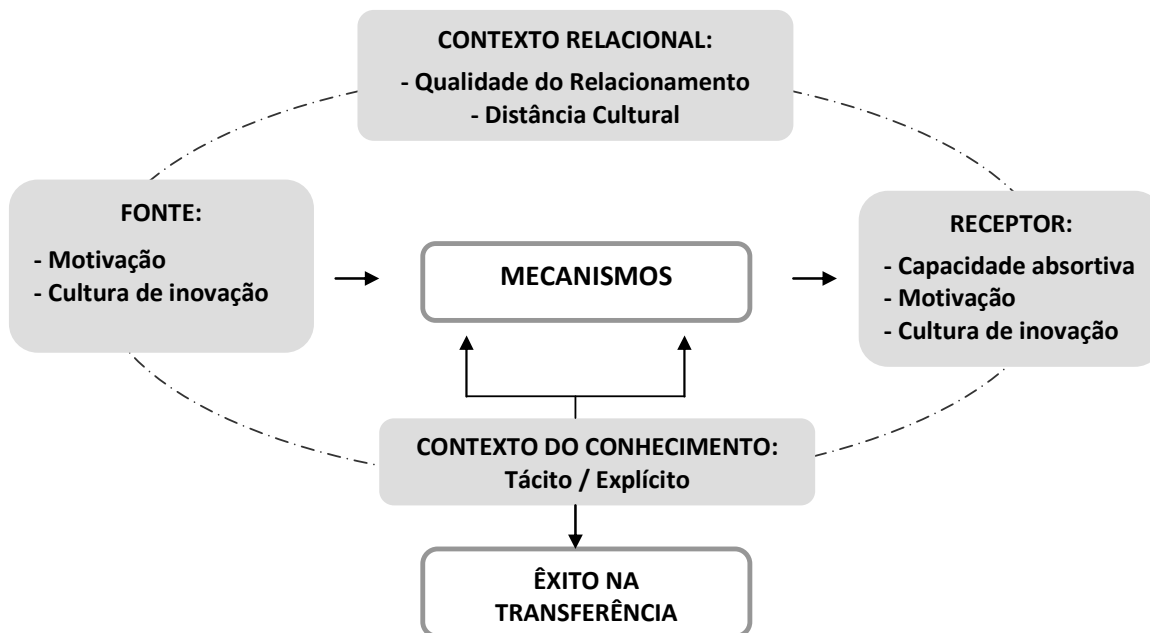 CONTEXTO RELACIONAL:
- Qualidade do Relacionamento
- Distância Cultural
FONTE:
- Motivação
- Cultura de inovação
MECANISMOS
RECEPTOR:
- Capacidade absortiva
- Motivação
- Cultura de inovação
CONTEXTO DO CONHECIMENTO:
Tácito / Explícito
ÊXITO NA
TRANSFERÊNCIA